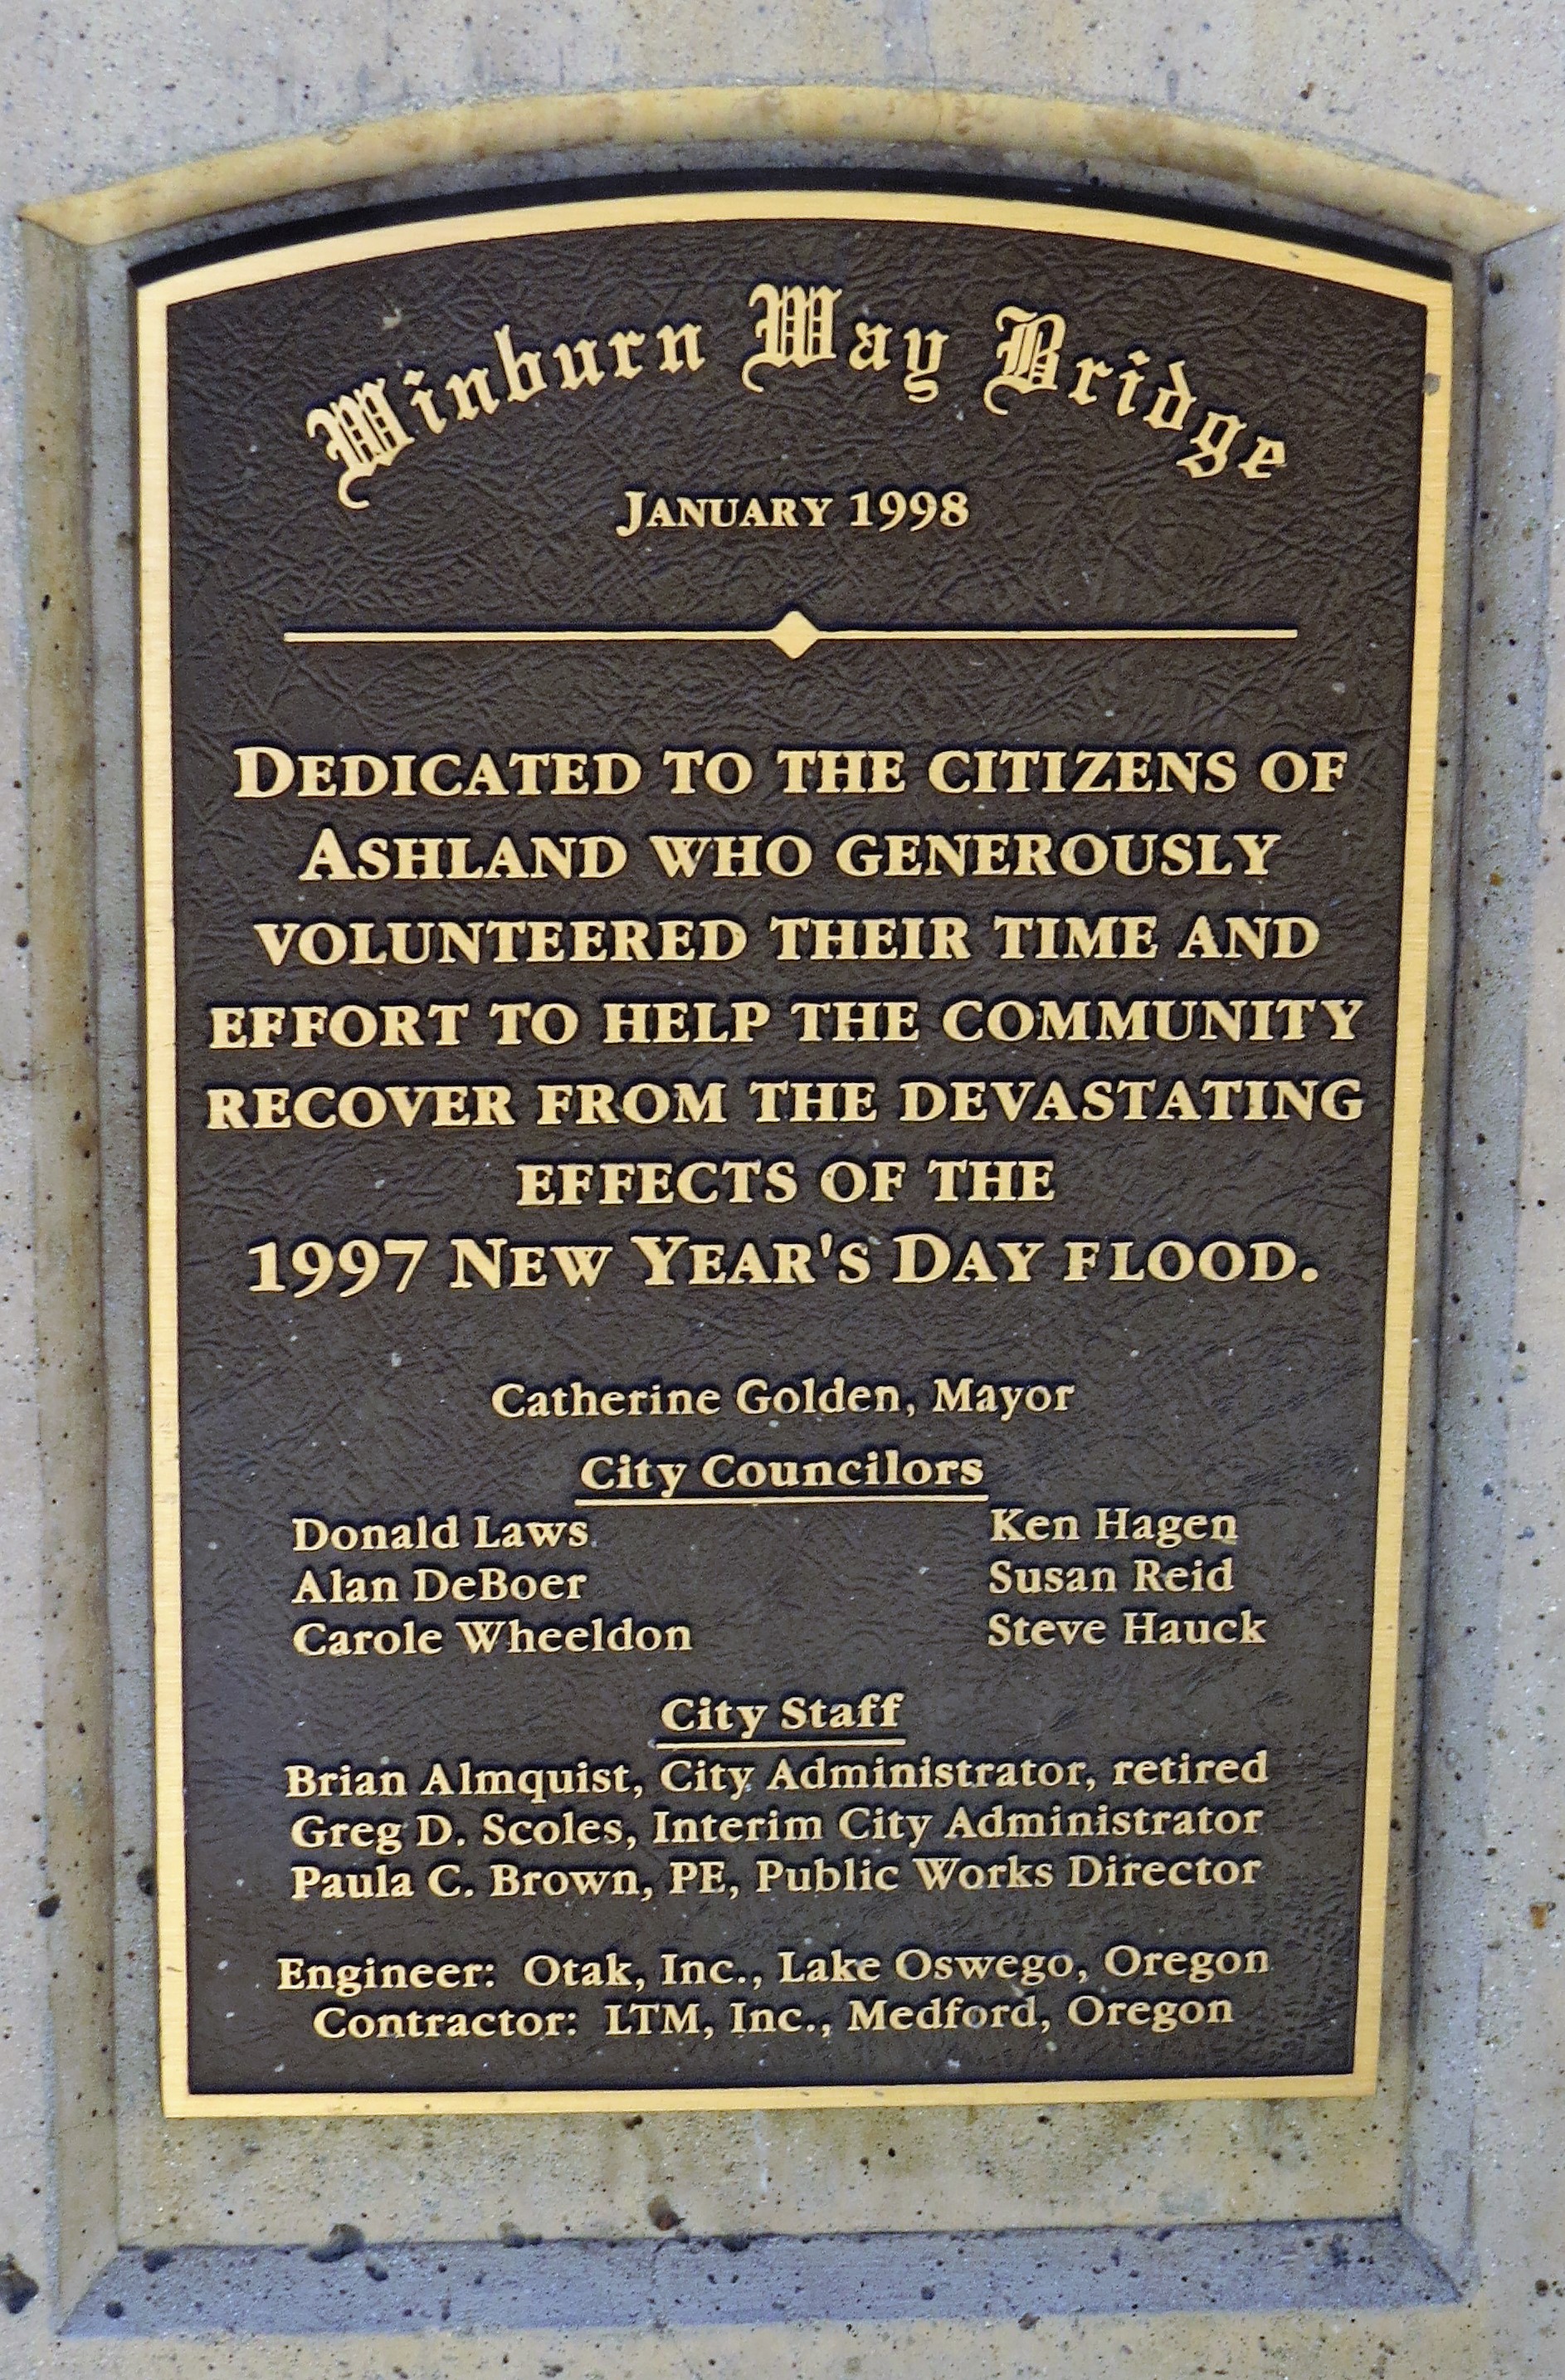 Winburn Way Bridge
January 1998
Dedicated to the citizens of
Ashland who generously
volunteered their time and
effort to help the community
recover from the devastating
effects of the
1997 New Year's Day flood.
Catherine Golden, Mayor
City Councilors
Donald Laws Ken Hagen
Alan DeBoer Susan Reid
Carole Wheeldon Steve Hauck
City Staff
Brian Almquist, City Administrator, retired
Greg D. Scoles, Interim City Administrator
Paula C. Brown, PE, Public Works Director
Engineer: Otak, Inc., Lake Oswego, Oregon
Contractor: LTM, Inc., Medford, Oregon